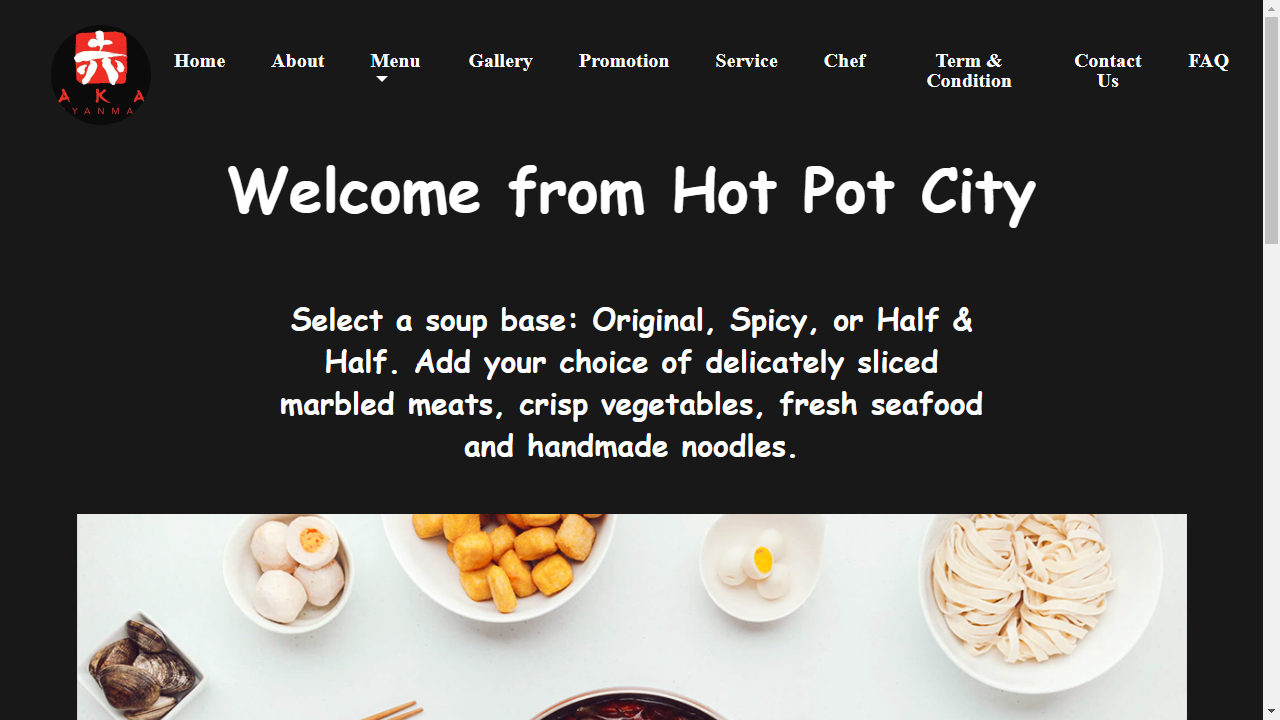 赤
A K A
YANMA
Home
About
Menu
Gallery
Promotion
Service
Chef
Term &
Condition
Contact
Us
FAQ
Welcome from Hot Pot City
Select a soup base: Original, Spicy, or Half &
Half. Add your choice of delicately sliced
marbled meats, crisp vegetables, fresh seafood
and handmade noodles.